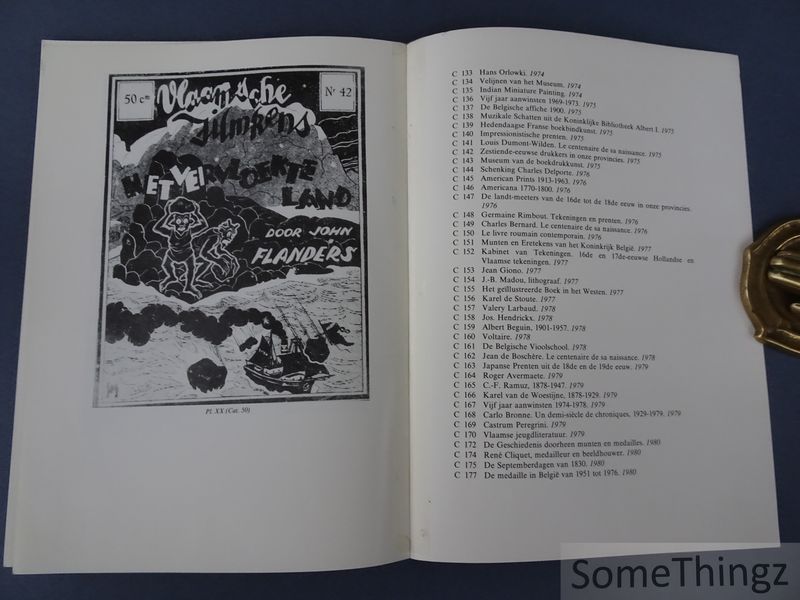 50 cm
Vlaamsche
Nr 42
Filmkens
HET VERVLOEKTE
LAND
DOOR JOHN
FLANDERS
Pl. XX (Cat. 50)
C 133 Hans Orlowki. 1974
C 134 Velijnen van het Museum. 1974
C 135 Indian Miniature Painting. 1974
C 136 Vijf jaar aanwinsten 1969-1973. 1975
C 137 De Belgische affiche 1900. 1975
C 138 Muzikale Schatten uit de Koninklijke Bibliotheek Albert I. 1975
C 139 Hedendaagse Franse boekbindkunst. 1975
C 140 Impressionistische prenten. 1975
C 141 Louis Dumont-Wilden. Le centenaire de sa naissance. 1975
C 142 Zestiende-eeuwse drukkers in onze provincies. 1975
C 143 Museum van de boekdrukkunst. 1975
C 144 Schenking Charles Delporte. 1976
C 145 American Prints 1913-1963. 1976
C 146 Americana 1770-1800. 1976
C 147 De landt-meeters van de 16de tot de 18de eeuw in onze provincies.
1976
C 148 Germaine Rimbout. Tekeningen en prenten. 1976
C 149 Charles Bernard. Le centenaire de sa naissance. 1976
C 150 Le livre roumain contemporain. 1976
C 151 Munten en Eretekens van het Koninkrijk België. 1977
C 152 Kabinet van Tekeningen. 16de en 17de-eeuwse Hollandse en
Vlaamse tekeningen. 1977
C 153 Jean Giono. 1977
C 154 J.-B. Madou, lithograaf. 1977
C 155 Het geïllustreerde Boek in het Westen. 1977
C 156 Karel de Stoute. 1977
C 157 Valery Larbaud. 1978
C 158 Jos. Hendrickx. 1978
C 159 Albert Beguin, 1901-1957. 1978
C 160 Voltaire. 1978
C 161 De Belgische Vioolschool. 1978
C 162 Jean de Boschère. Le centenaire de sa naissance. 1978
C 163 Japanse Prenten uit de 18de en de 19de eeuw. 1979
C 164 Roger Avermaete. 1979
C 165 C.-F. Ramuz, 1878-1947. 1979
C 166 Karel van de Woestijne, 1878-1929. 1979
C 167 Vijf jaar aanwinsten 1974-1978. 1979
C 168 Carlo Bronne. Un demi-siècle de chroniques, 1929-1979. 1979
C 169 Castrum Peregrini. 1979
C 170 Vlaamse jeugdliteratuur. 1979
C 172 De Geschiedenis doorheen munten en medailles. 1980
C 174 René Cliquet, medailleur en beeldhouwer. 1980
C 175 De Septemberdagen van 1830. 1980
C 177 De medaille in België van 1951 tot 1976. 1980
SomeThingz